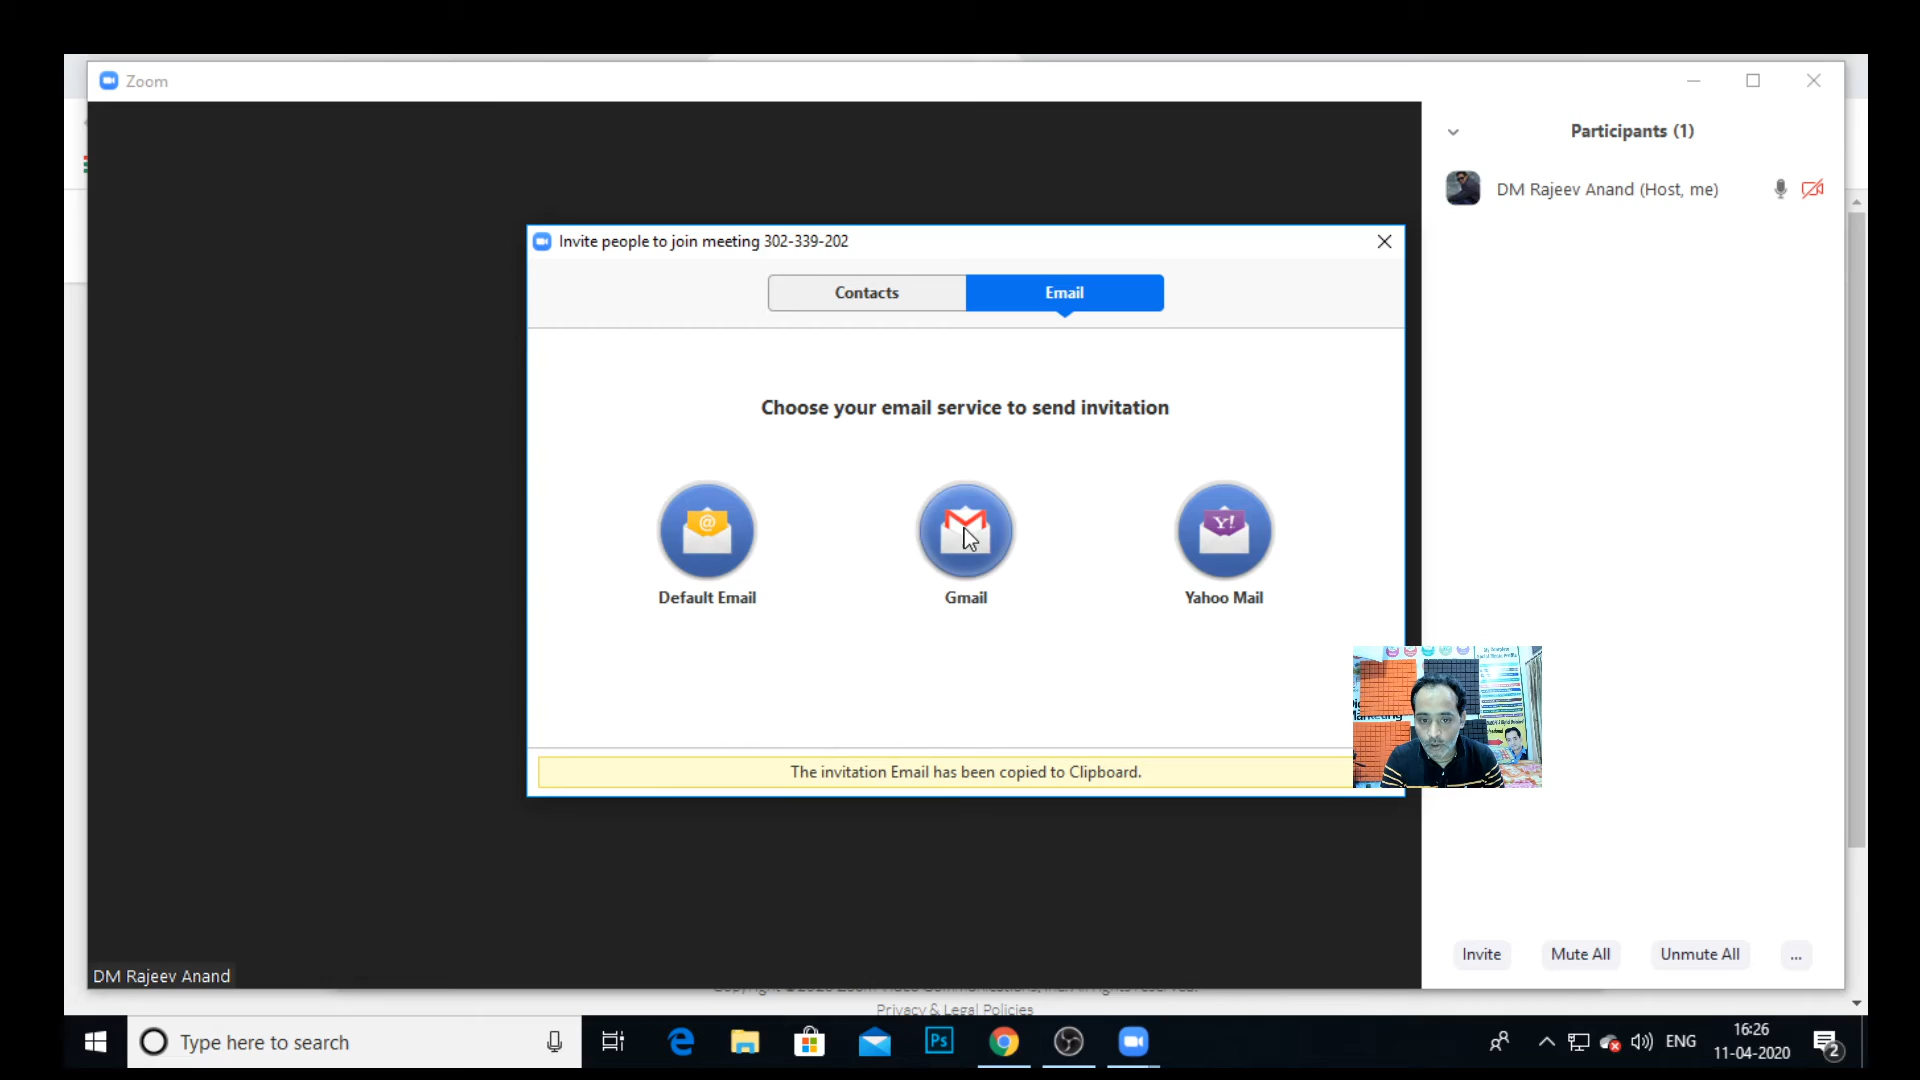 Zoom
Participants (1)
DM Rajeev Anand (Host, me)
Invite people to join meeting 302-339-202
Contacts
Email
Choose your email service to send invitation
@
Y!
Default Email
Gmail
Yahoo Mail
The invitation Email has been copied to Clipboard.
Invite
Mute All
Unmute All
...
DM Rajeev Anand
Privacy & Legal Policies
Type here to search
Ps
ENG
16:26
11-04-2020
2